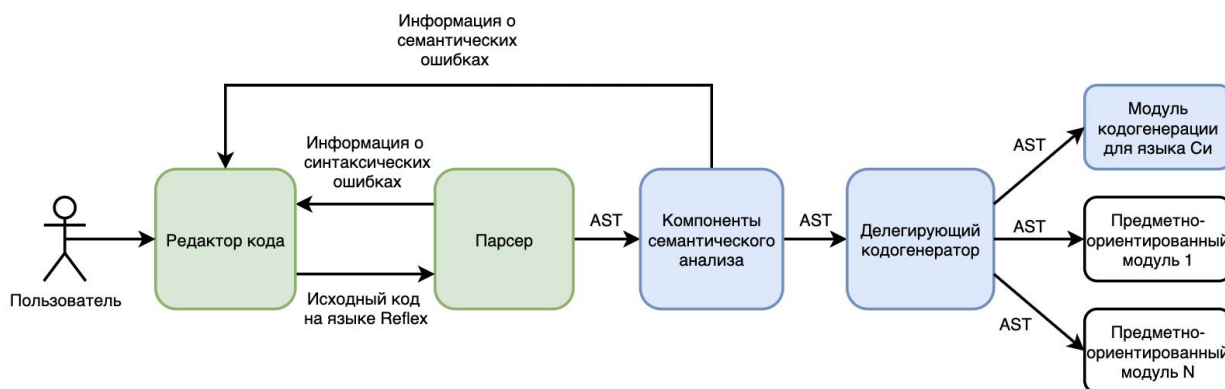 Информация о
семантических
ошибках
Информация о
синтаксических
ошибках
Модуль
кодогенерации
для языка Си
AST
Редактор кода
Парсер
AST
Компоненты
семантического
анализа
AST
Делегирующий
кодогенератор
AST
Предметно-
ориентированный
модуль 1
Пользователь
Исходный код
на языке Reflex
AST
Предметно-
ориентированный
модуль N